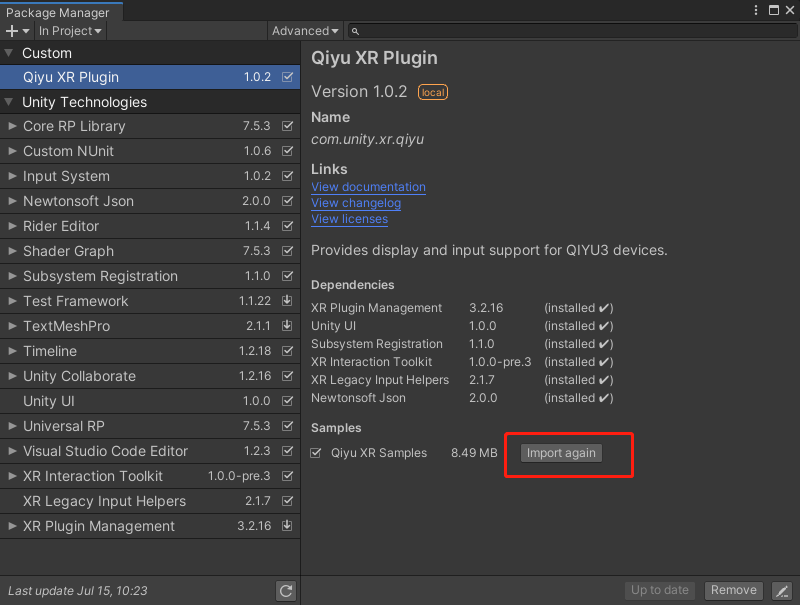 Package Manager
In Project
Advanced
Custom
Qiyu XR Plugin 1.0.2
Unity Technologies
Core RP Library 7.5.3
Custom NUnit 1.0.6
Input System 1.0.2
Newtonsoft Json 2.0.0
Rider Editor 1.1.4
Shader Graph 7.5.3
Subsystem Registration 1.1.0
Test Framework 1.1.22
TextMeshPro 2.1.1
Timeline 1.2.18
Unity Collaborate 1.2.16
Unity UI 1.0.0
Universal RP 7.5.3
Visual Studio Code Editor 1.2.3
XR Interaction Toolkit 1.0.0-pre.3
XR Legacy Input Helpers 2.1.7
XR Plugin Management 3.2.16
Last update Jul 15, 10:23
Qiyu XR Plugin
Version 1.0.2 local
Name
com.unity.xr.qiyu
Links
View documentation
View changelog
View licenses
Provides display and input support for QIYU3 devices.
Dependencies
XR Plugin Management 3.2.16 (installed ✔)
Unity UI 1.0.0 (installed ✔)
Subsystem Registration 1.1.0 (installed ✔)
XR Interaction Toolkit 1.0.0-pre.3 (installed ✔)
XR Legacy Input Helpers 2.1.7 (installed ✔)
Newtonsoft Json 2.0.0 (installed ✔)
Samples
Qiyu XR Samples 8.49 MB Import again
Up to date Remove